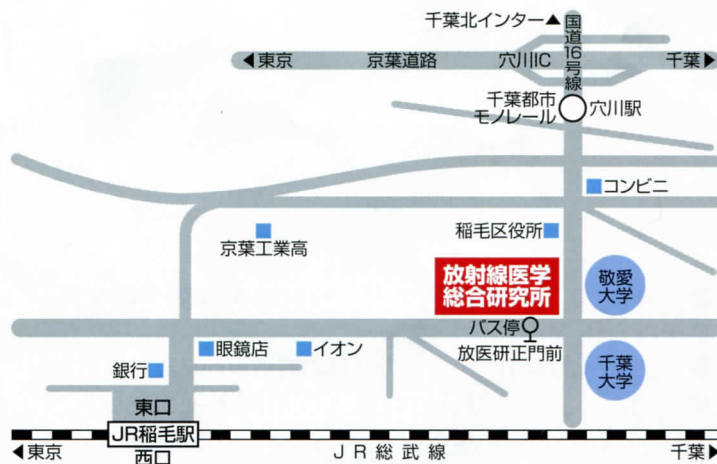 千葉北インター▲
国道16号線
◀東京
京葉道路
穴川IC
千葉▶
千葉都市
モノレール
穴川駅
コンビニ
京葉工業高
稲毛区役所
放射線医学
総合研究所
敬愛
大学
バス停
放医研正門前
眼鏡店
イオン
千葉
大学
銀行
東口
JR稲毛駅
西口
◀東京
JR総武線
千葉▶